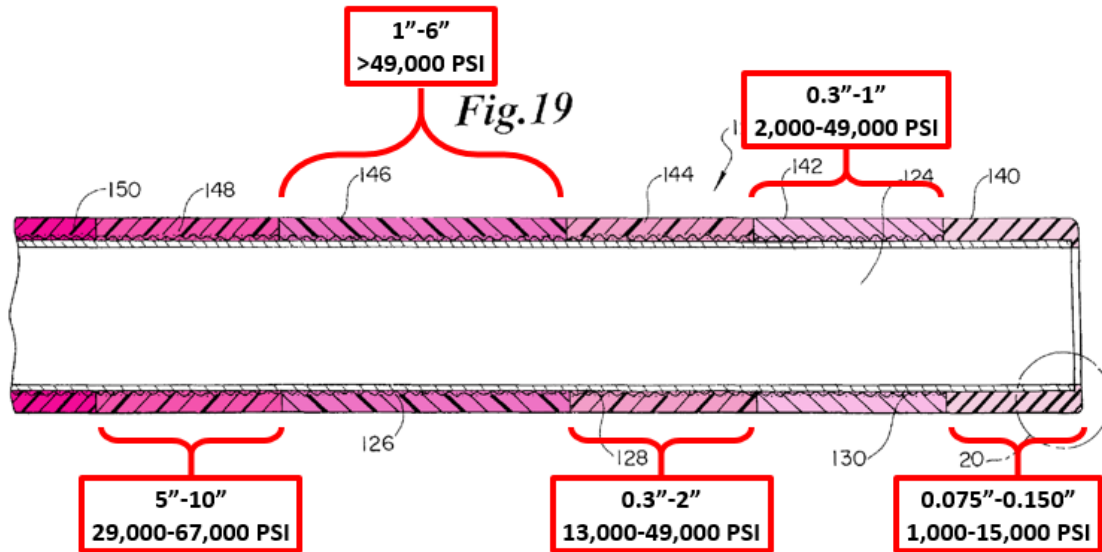 1”-6”
>49,000 PSI
Fig.19
0.3”-1”
2,000-49,000 PSI
150
148
146
144
142
124
140
126
128
130
20
5”-10”
29,000-67,000 PSI
0.3”-2”
13,000-49,000 PSI
0.075”-0.150”
1,000-15,000 PSI